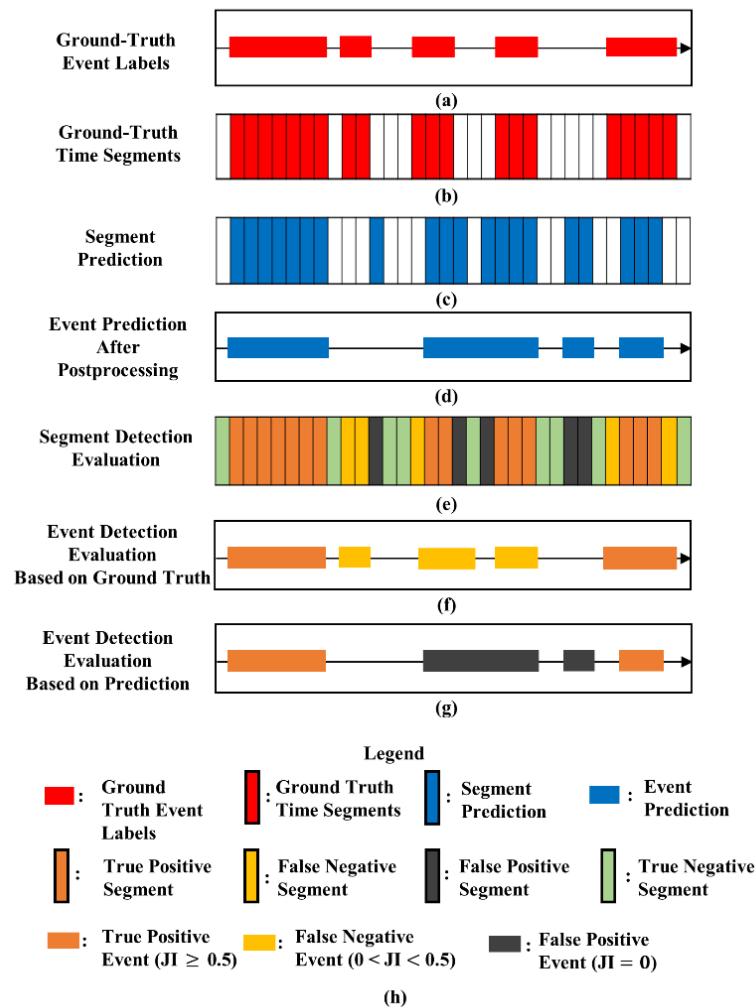 Ground-Truth
Event Labels
(a)
Ground-Truth
Time Segments
(b)
Segment
Prediction
(c)
Event Prediction
After
Postprocessing
(d)
Segment Detection
Evaluation
(e)
Event Detection
Evaluation
Based on Ground Truth
(f)
Event Detection
Evaluation
Based on Prediction
(g)
Legend
: Ground
Truth Event
Labels
: Ground Truth
Time Segments
: Segment
Prediction
: Event
Prediction
: True Positive
Segment
: False Negative
Segment
: False Positive
Segment
: True Negative
Segment
: True Positive
Event (JI ≥ 0.5)
: False Negative
Event (0 < JI < 0.5)
: False Positive
Event (JI = 0)
(h)